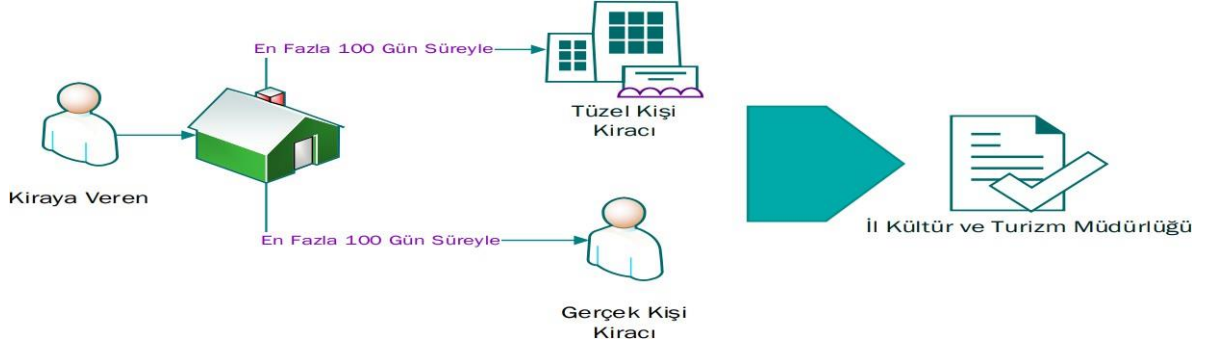 En Fazla 100 Gün Süreyle
Tüzel Kişi
Kiracı
Kiraya Veren
İl Kültür ve Turizm Müdürlüğü
En Fazla 100 Gün Süreyle
Gerçek Kişi
Kiracı